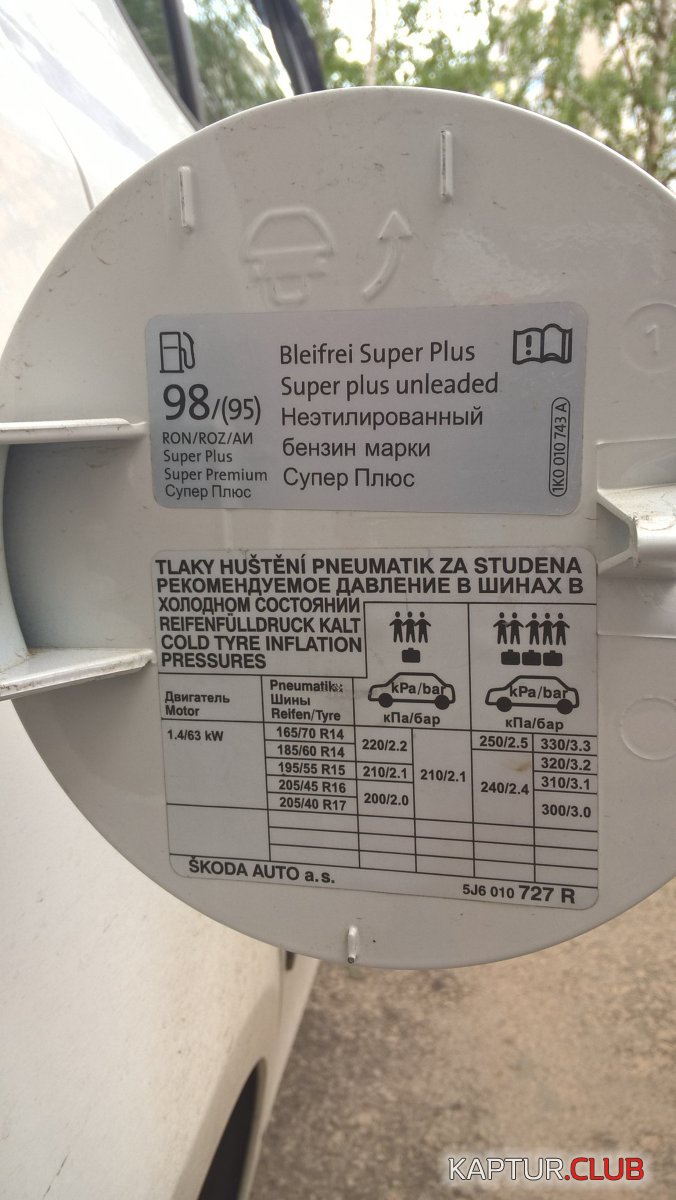 98/(95)
RON/ROZ/АИ
Super Plus
Super Premium
Супер Плюс
Bleifrei Super Plus
Super plus unleaded
Неэтилированный
бензин марки
Супер Плюс
1K0 010 743 A
TLAKY HUŠTĚNÍ PNEUMATIK ZA STUDENA
РЕКОМЕНДУЕМОЕ ДАВЛЕНИЕ В ШИНАХ В
ХОЛОДНОМ СОСТОЯНИИ
REIFENFÜLLDRUCK KALT
COLD TYRE INFLATION
PRESSURES
kPa/bar
кПа/бар
kPa/bar
кПа/бар
Двигатель
Motor
Pneumatik
Шины
Reifen/Tyre
1.4/63 kW
165/70 R14
185/60 R14
195/55 R15
205/45 R16
205/40 R17
220/2.2
210/2.1
200/2.0
210/2.1
250/2.5
240/2.4
330/3.3
320/3.2
310/3.1
300/3.0
ŠKODA AUTO a.s.
5J6 010 727 R
1
KAPTUR.CLUB